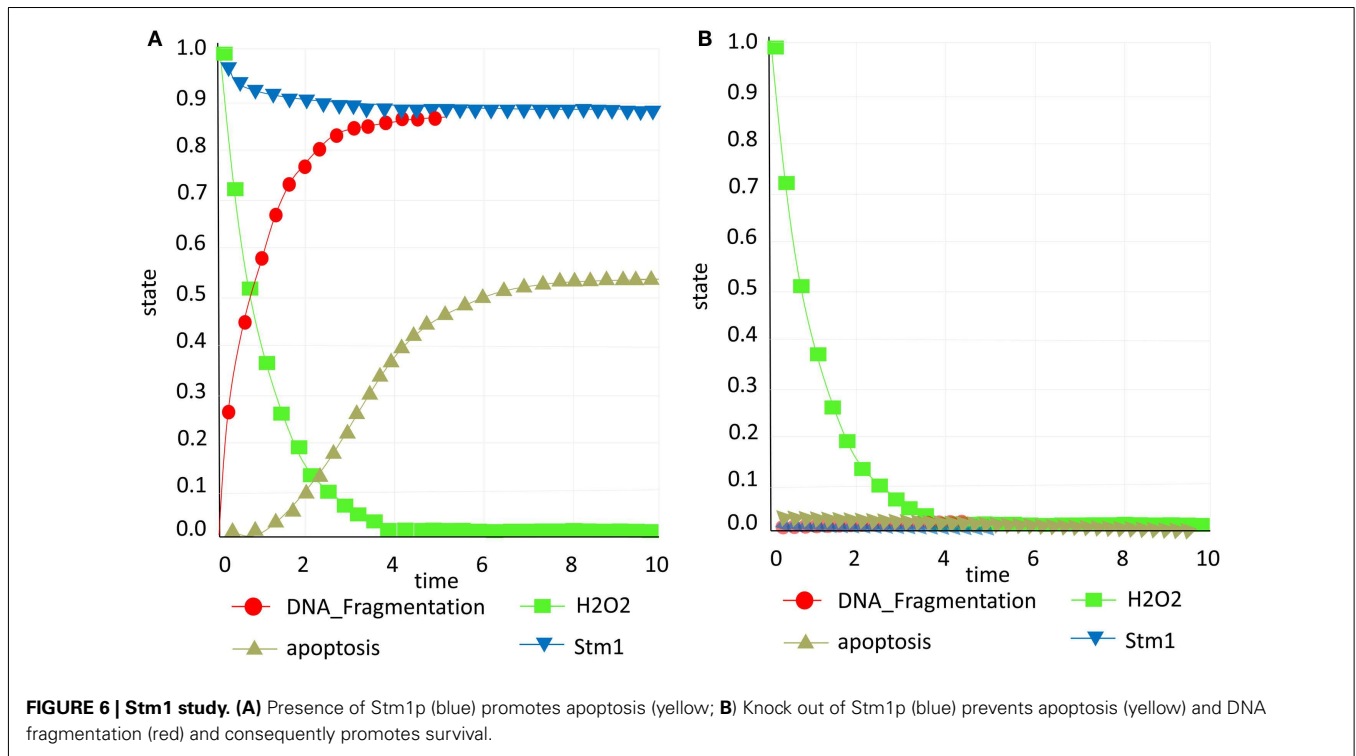 A
1.0
0.9
0.8
0.7
0.6
0.5
0.4
0.3
0.2
0.1
0.0
state
0 2 4 6 8 10
time
DNA_Fragmentation H2O2
apoptosis Stm1
B
1.0
0.9
0.8
0.7
0.6
0.5
0.4
0.3
0.2
0.1
0.0
state
0 2 4 6 8 10
time
DNA_Fragmentation H2O2
apoptosis Stm1
FIGURE 6 | Stm1 study. (A) Presence of Stm1p (blue) promotes apoptosis (yellow; B) Knock out of Stm1p (blue) prevents apoptosis (yellow) and DNA
fragmentation (red) and consequently promotes survival.